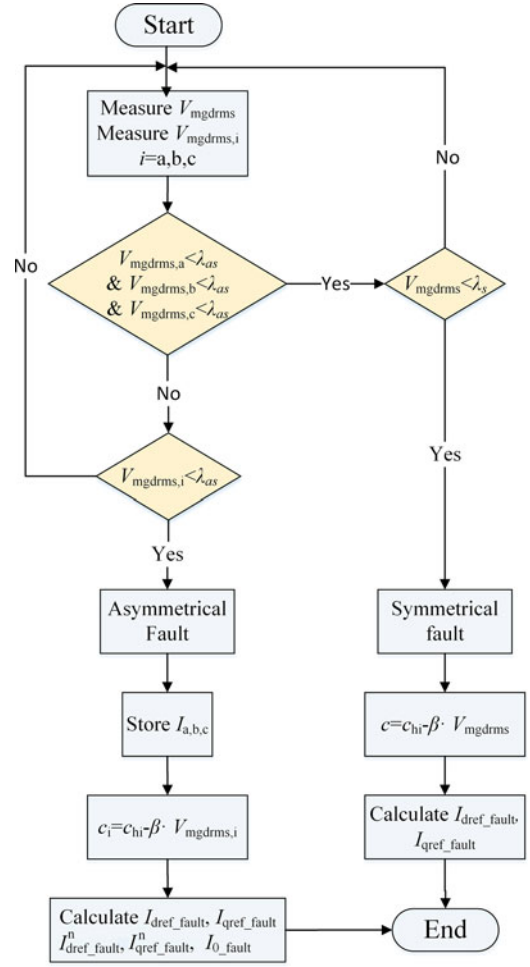 Start
Measure V_mgdrms
Measure V_mgdrms,i
i=a,b,c
V_mgdrms,a<λ_as
& V_mgdrms,b<λ_as
& V_mgdrms,c<λ_as
Yes
V_mgdrms<λ_s
No
No
No
V_mgdrms,i<λ_as
Yes
Yes
Asymmetrical
Fault
Symmetrical
fault
Store I_a,b,c
c=c_hi-β· V_mgdrms
c_i=c_hi-β· V_mgdrms,i
Calculate I_dref_fault,
I_qref_fault
Calculate I_dref_fault, I_qref_fault
I^n_dref_fault, I^n_qref_fault, I_0_fault
End